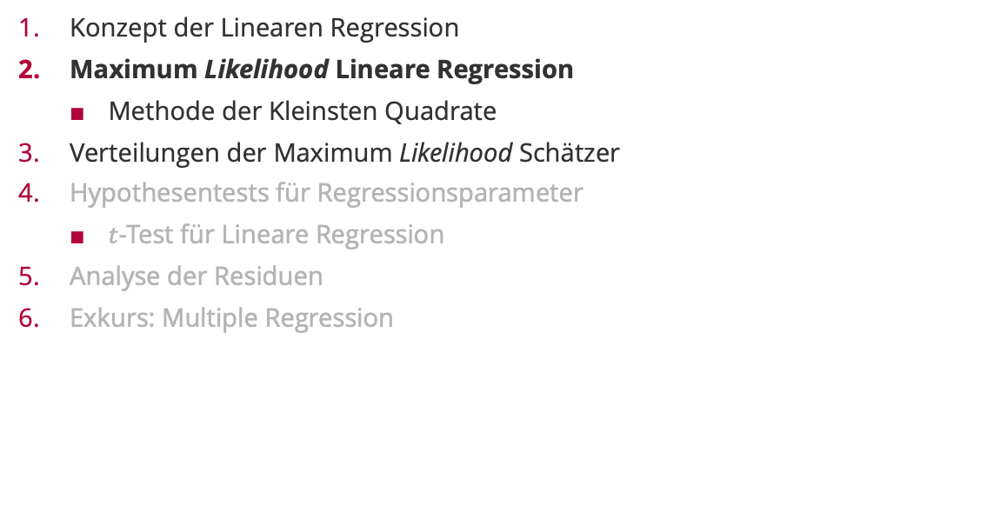 1. Konzept der Linearen Regression
2. Maximum Likelihood Lineare Regression
■ Methode der Kleinsten Quadrate
3. Verteilungen der Maximum Likelihood Schätzer
4. Hypothesentests für Regressionsparameter
■ t-Test für Lineare Regression
5. Analyse der Residuen
6. Exkurs: Multiple Regression